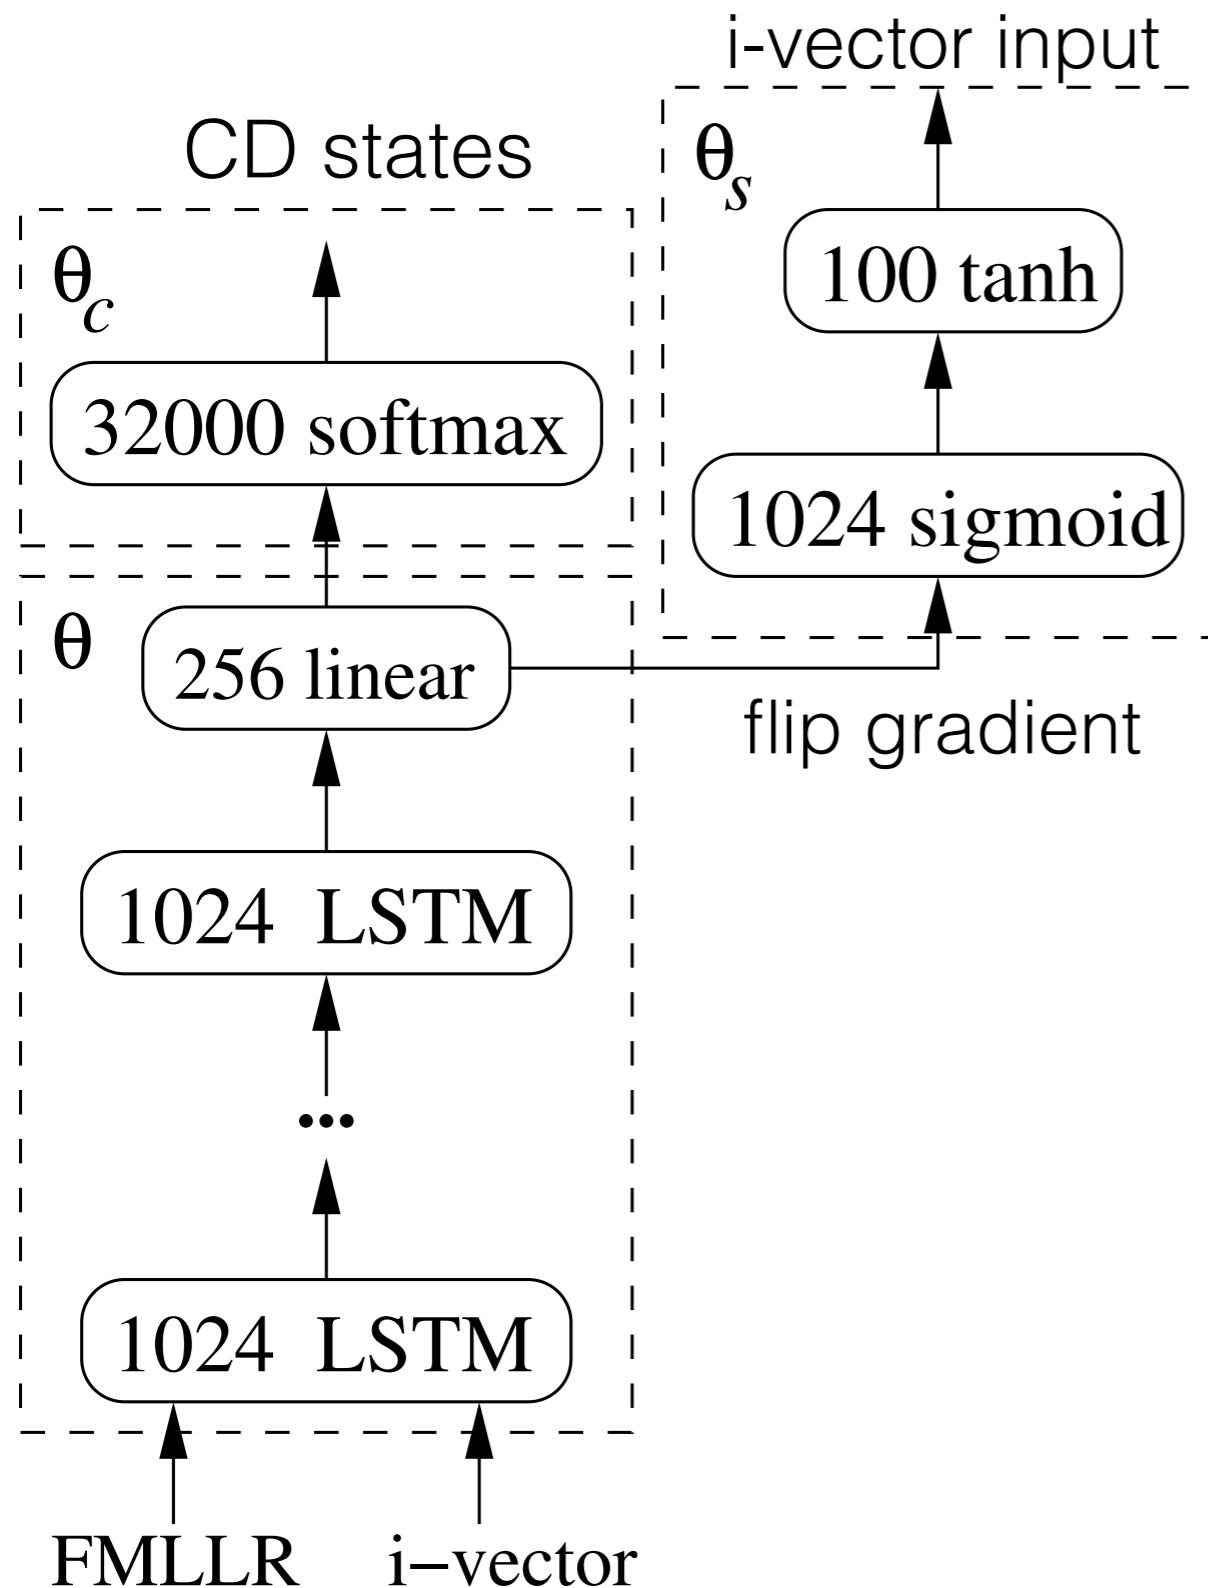 i-vector input
CD states
θs
100 tanh
θc
32000 softmax
1024 sigmoid
θ
256 linear
flip gradient
1024 LSTM
...
1024 LSTM
FMLLR
i–vector